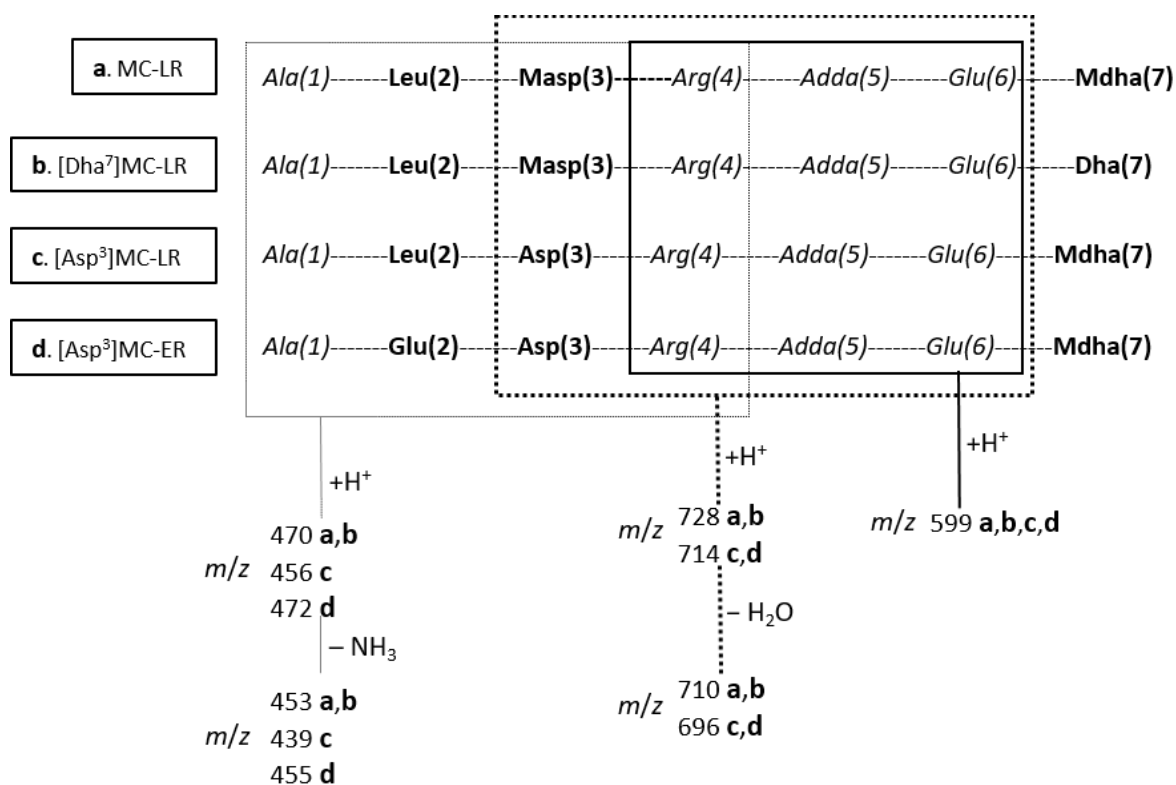 a. MC-LR Ala(1)------Leu(2)------Masp(3)------Arg(4)------Adda(5)------Glu(6)------Mdha(7)
b. [Dha⁷]MC-LR Ala(1)------Leu(2)------Masp(3)------Arg(4)------Adda(5)------Glu(6)------Dha(7)
c. [Asp³]MC-LR Ala(1)------Leu(2)------Asp(3)------Arg(4)------Adda(5)------Glu(6)------Mdha(7)
d. [Asp³]MC-ER Ala(1)------Glu(2)------Asp(3)------Arg(4)------Adda(5)------Glu(6)------Mdha(7)
+H⁺
m/z
470 a,b
456 c
472 d
– NH₃
m/z
453 a,b
439 c
455 d
+H⁺
m/z
728 a,b
714 c,d
– H₂O
m/z
710 a,b
696 c,d
+H⁺
m/z 599 a,b,c,d